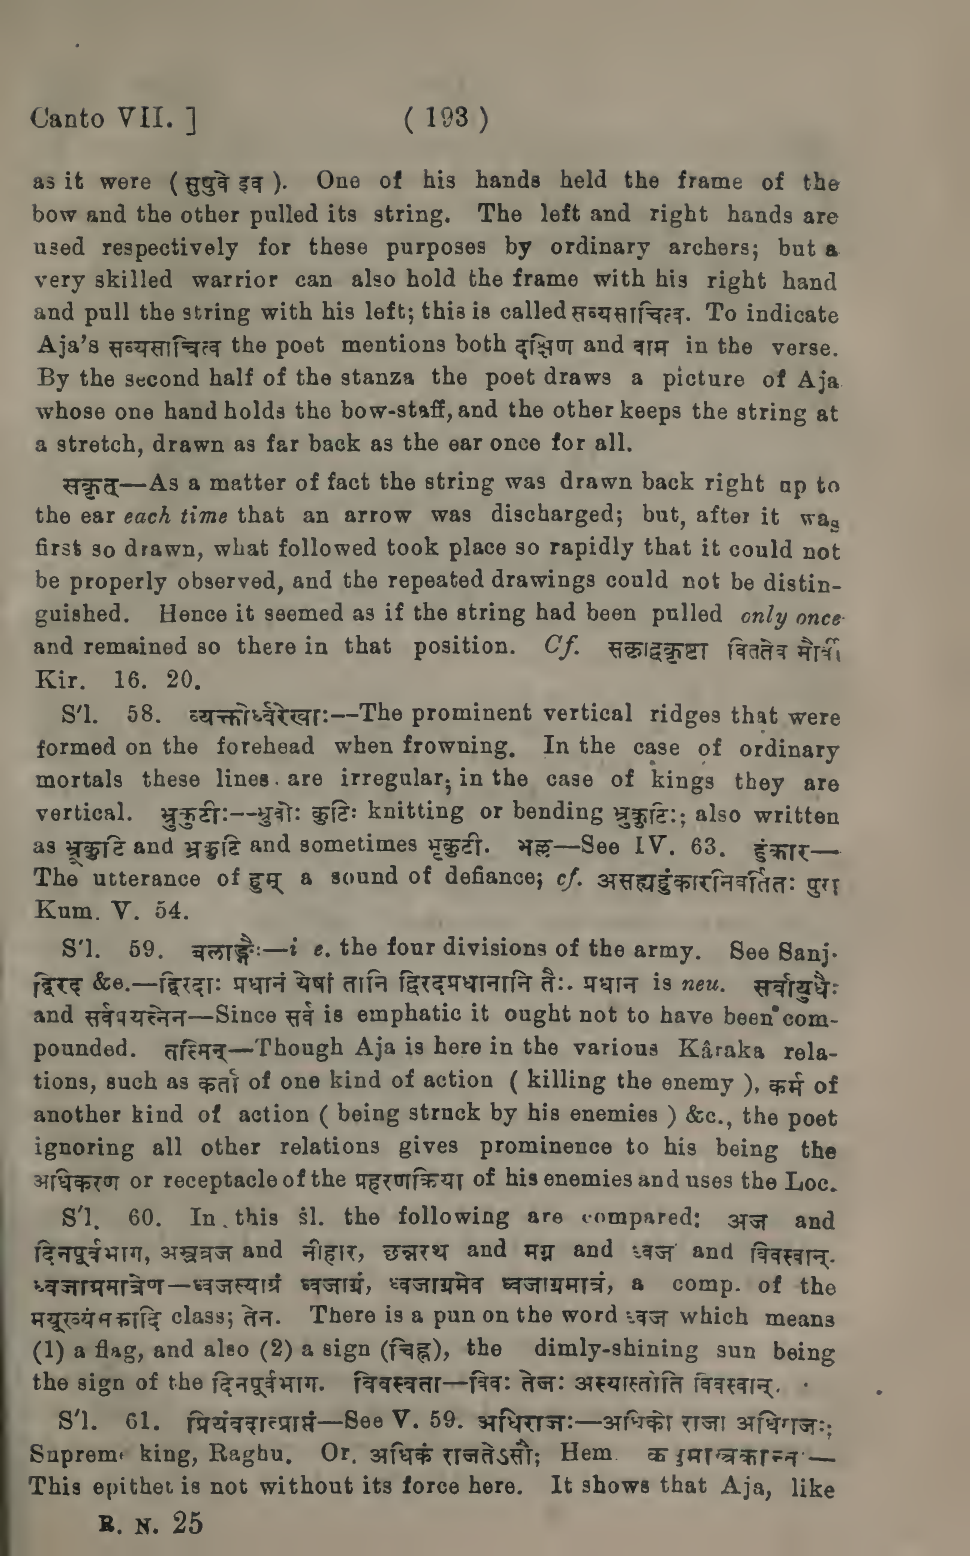 Canto VII. ] ( 193 )
as it were ( सुषुवे इव ). One of his hands held the frame of the
bow and the other pulled its string. The left and right hands are
used respectively for these purposes by ordinary archers; but a
very skilled warrior can also hold the frame with his right hand
and pull the string with his left; this is called सव्यसाचित्व. To indicate
Aja's सव्यसाचित्व the poet mentions both दक्षिण and वाम in the verse.
By the second half of the stanza the poet draws a picture of Aja
whose one hand holds the bow-staff, and the other keeps the string at
a stretch, drawn as far back as the ear once for all.
सकृत्—As a matter of fact the string was drawn back right up to
the ear each time that an arrow was discharged; but, after it was
first so drawn, what followed took place so rapidly that it could not
be properly observed, and the repeated drawings could not be distin-
guished. Hence it seemed as if the string had been pulled only once
and remained so there in that position. Cf. विततेव मौर्वी।
Kir. 16. 20.
S'l. 58. व्यक्तोर्ध्वरेखाः--The prominent vertical ridges that were
formed on the forehead when frowning. In the case of ordinary
mortals these lines are irregular; in the case of kings they are
vertical. भ्रुकुटीः--भ्रुवोः कुटिः knitting or bending भ्रुकुटिः; also written
as भ्रूकुटि and भ्रकुटि and sometimes भृकुटी. भल्ल—See IV. 63. हुंकार—
The utterance of हुम् a sound of defiance; cf. असह्यहुंकारनिवर्तितः पुरा
Kum. V. 54.
S'l. 59. बलाङ्गैः—i e. the four divisions of the army. See Sanj.
द्विरद &c.—द्विरदाः प्रधानं येषां तानि द्विरदप्रधानानि तैः. प्रधान is neu. सर्वायुधैः
and सर्वप्रयत्नेन—Since सर्व is emphatic it ought not to have been com-
pounded. तस्मिन्—Though Aja is here in the various Kâraka rela-
tions, such as कर्ता of one kind of action ( killing the enemy ), कर्म of
another kind of action ( being struck by his enemies ) &c., the poet
ignoring all other relations gives prominence to his being the
अधिकरण or receptacle of the प्रहरणक्रिया of his enemies and uses the Loc.
S'l. 60. In this śl. the following are compared: अज and
दिनपूर्वभाग, अस्त्रव्रज and नीहार, छन्नरथ and मग्न and ध्वज and विवस्वान्.
ध्वजाग्रमात्रेण—ध्वजस्याग्रं ध्वजाग्रं, ध्वजाग्रमेव ध्वजाग्रमात्रं, a comp. of the
मयूरव्यंसकादि class; तेन. There is a pun on the word ध्वज which means
(1) a flag, and also (2) a sign (चिह्न), the dimly-shining sun being
the sign of the दिनपूर्वभाग. विवस्वता—विवः तेजः अस्यास्तीति विवस्वान्.
S'l. 61. प्रियंवदात्प्राप्तं—See V. 59. अधिराजः—अधिको राजा अधिराजः;
Supreme king, Raghu. Or, अधिकं राजतेऽसौ; Hem.
This epithet is not without its force here. It shows that Aja, like
R. N. 25